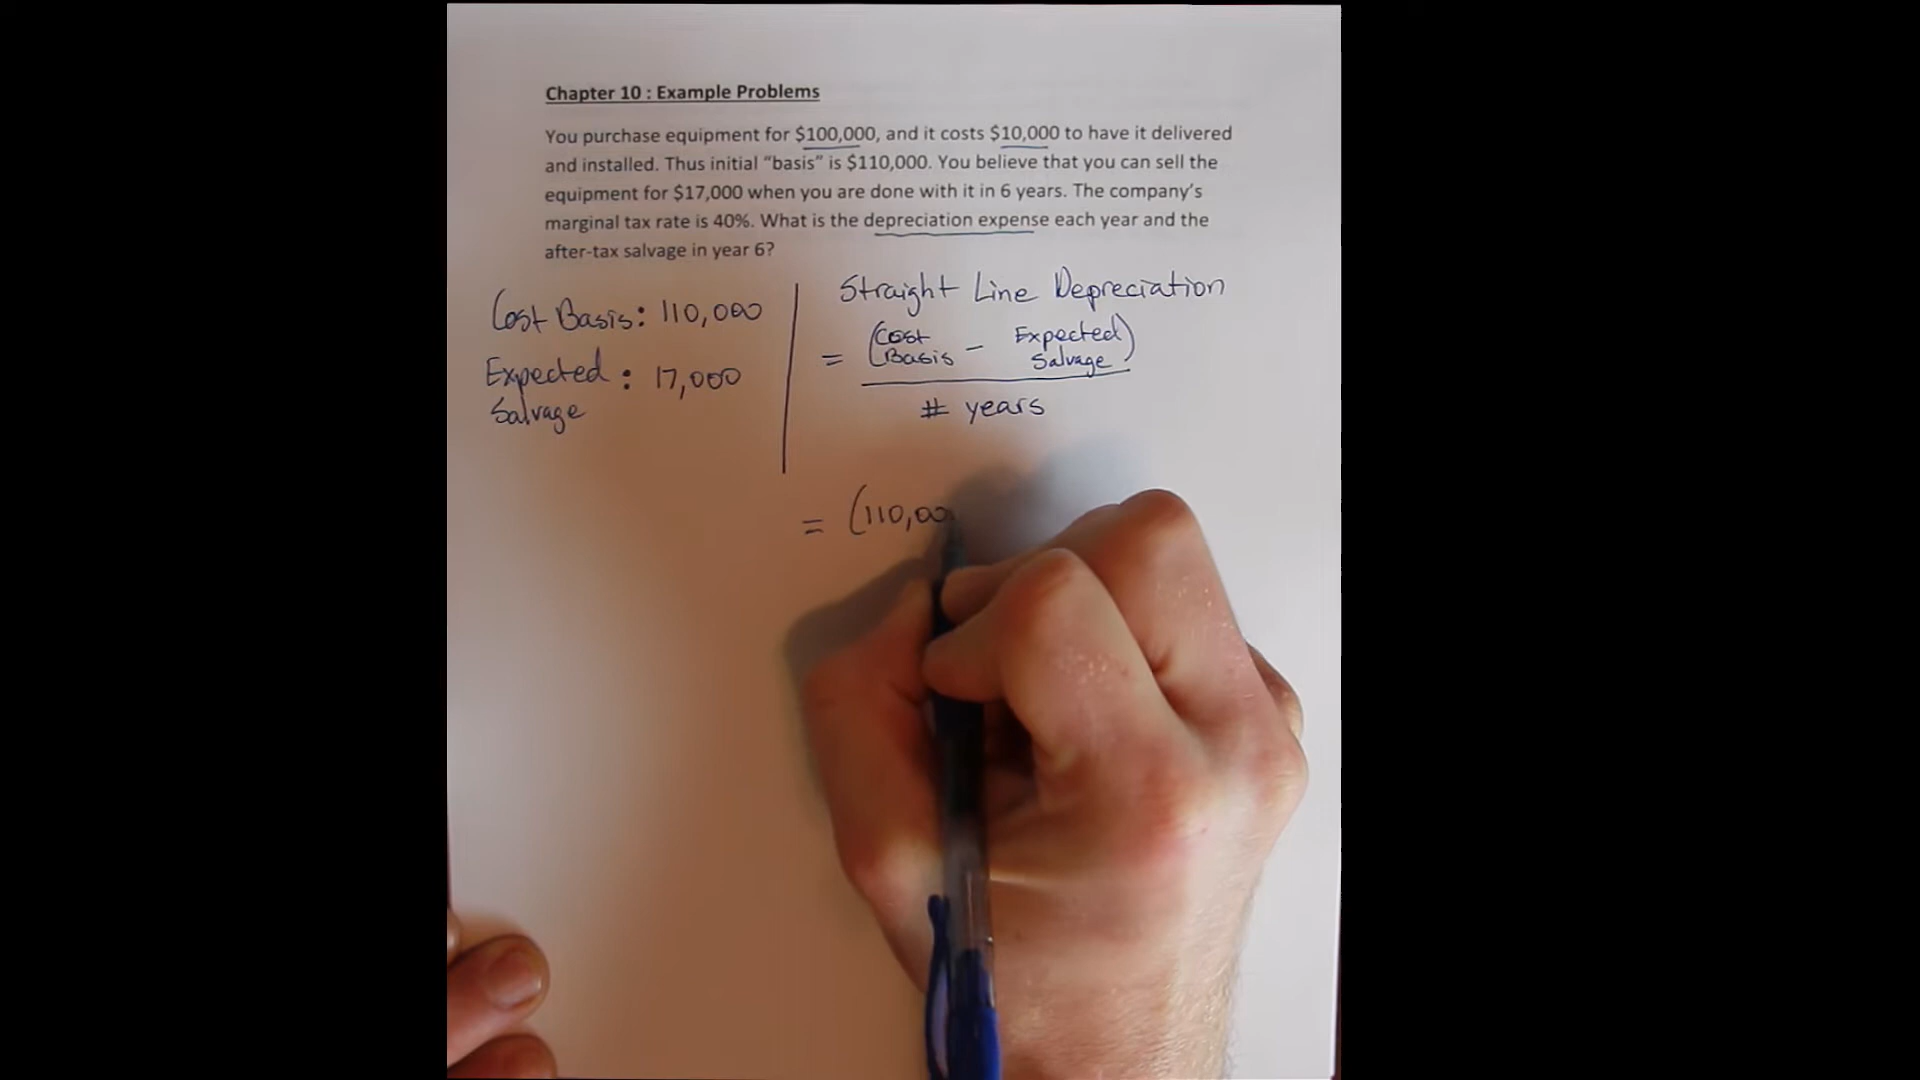 Chapter 10 : Example Problems
You purchase equipment for $100,000, and it costs $10,000 to have it delivered
and installed. Thus initial “basis” is $110,000. You believe that you can sell the
equipment for $17,000 when you are done with it in 6 years. The company’s
marginal tax rate is 40%. What is the depreciation expense each year and the
after-tax salvage in year 6?
Cost Basis: 110,000
Expected : 17,000
Salvage
Straight Line Depreciation
= (Cost Basis - Expected Salvage)
# years
= (110,00